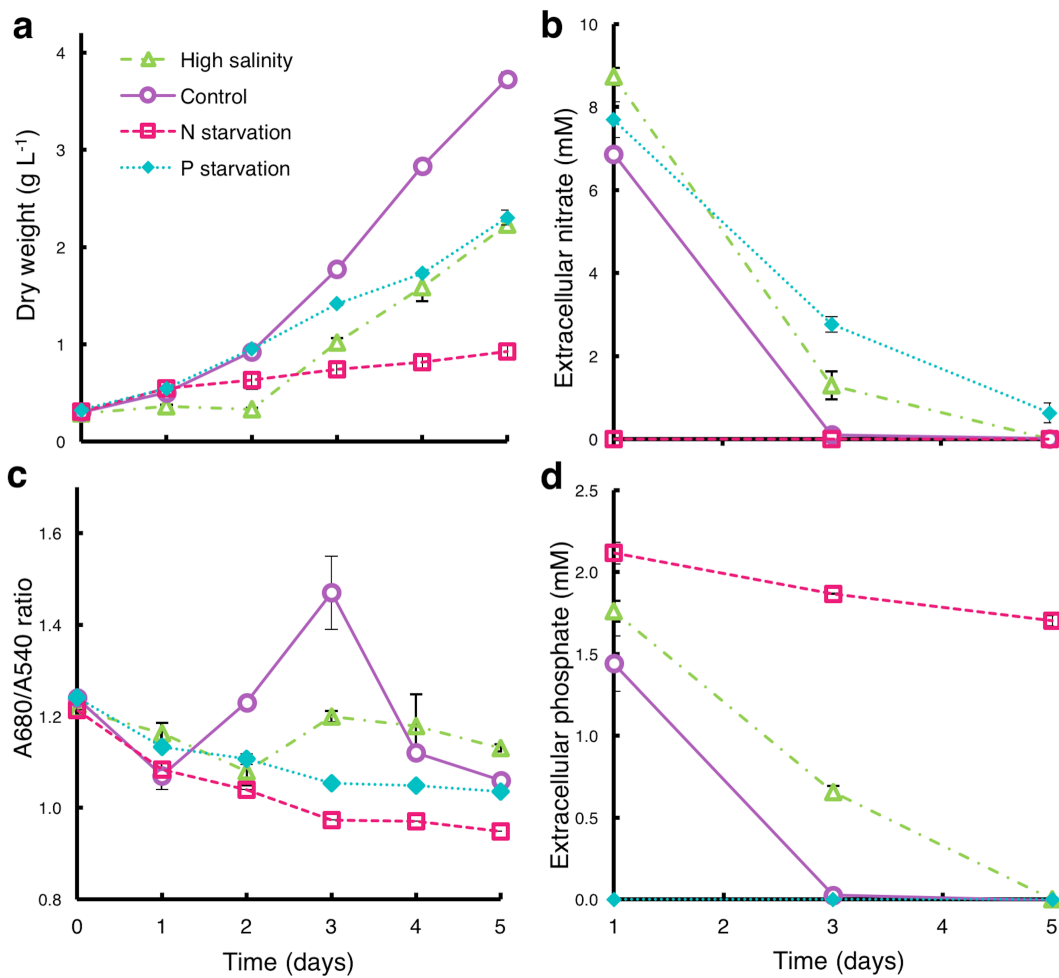 a
4
3
2
1
0
Dry weight (g L-1)
High salinity
Control
N starvation
P starvation
b
10
8
6
4
2
0
Extracellular nitrate (mM)
c
1.6
1.4
1.2
1.0
0.8
A680/A540 ratio
0 1 2 3 4 5
Time (days)
d
2.5
2.0
1.5
1.0
0.5
0.0
Extracellular phosphate (mM)
1 2 3 4 5
Time (days)